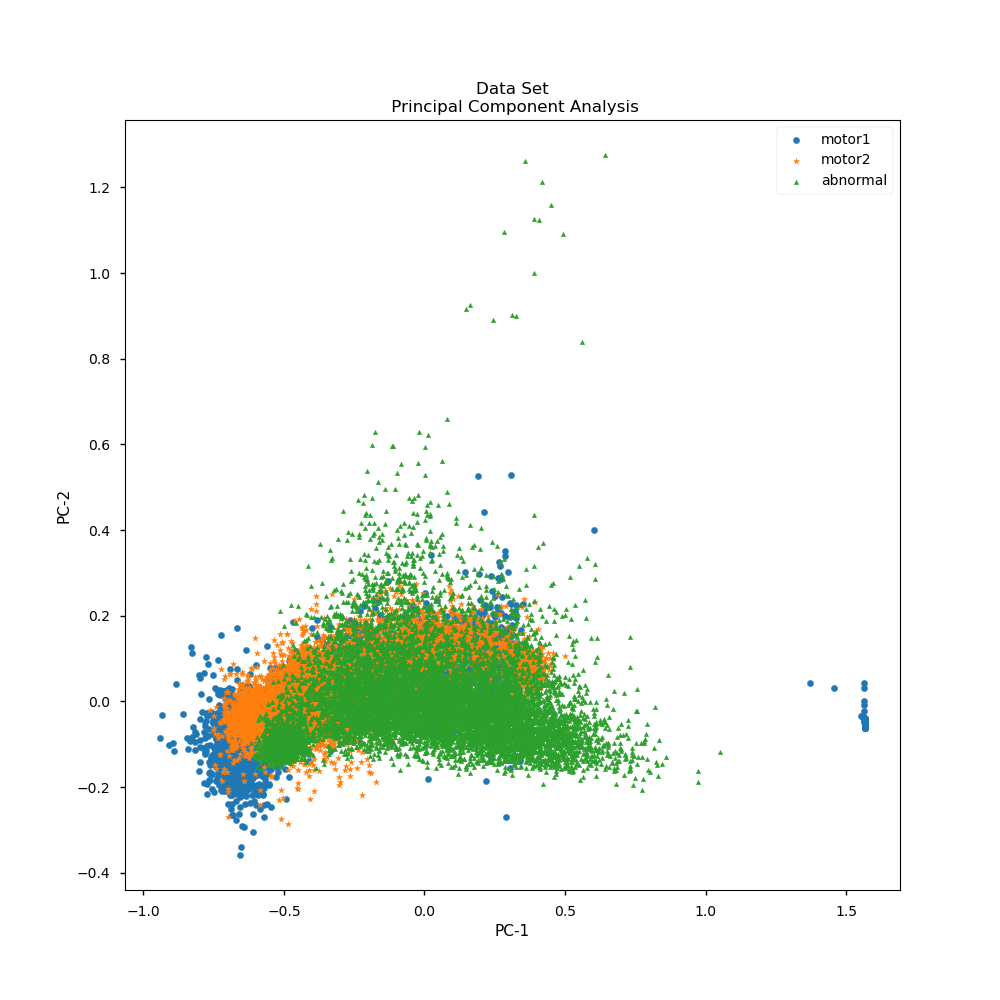 Data Set
Principal Component Analysis
motor1
motor2
abnormal
1.2
1.0
0.8
0.6
0.4
0.2
0.0
−0.2
−0.4
PC-2
−1.0
−0.5
0.0
0.5
1.0
1.5
PC-1